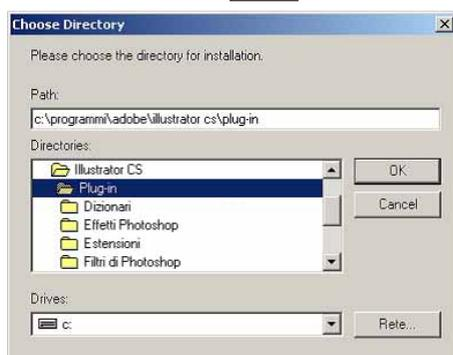 Choose Directory
Please choose the directory for installation.
Path:
c:\programmi\adobe\illustrator cs\plug-in
Directories:
Illustrator CS
Plug-in
Dizionari
Effetti Photoshop
Estensioni
Filtri di Photoshop
OK
Cancel
Drives:
c:
Rete...